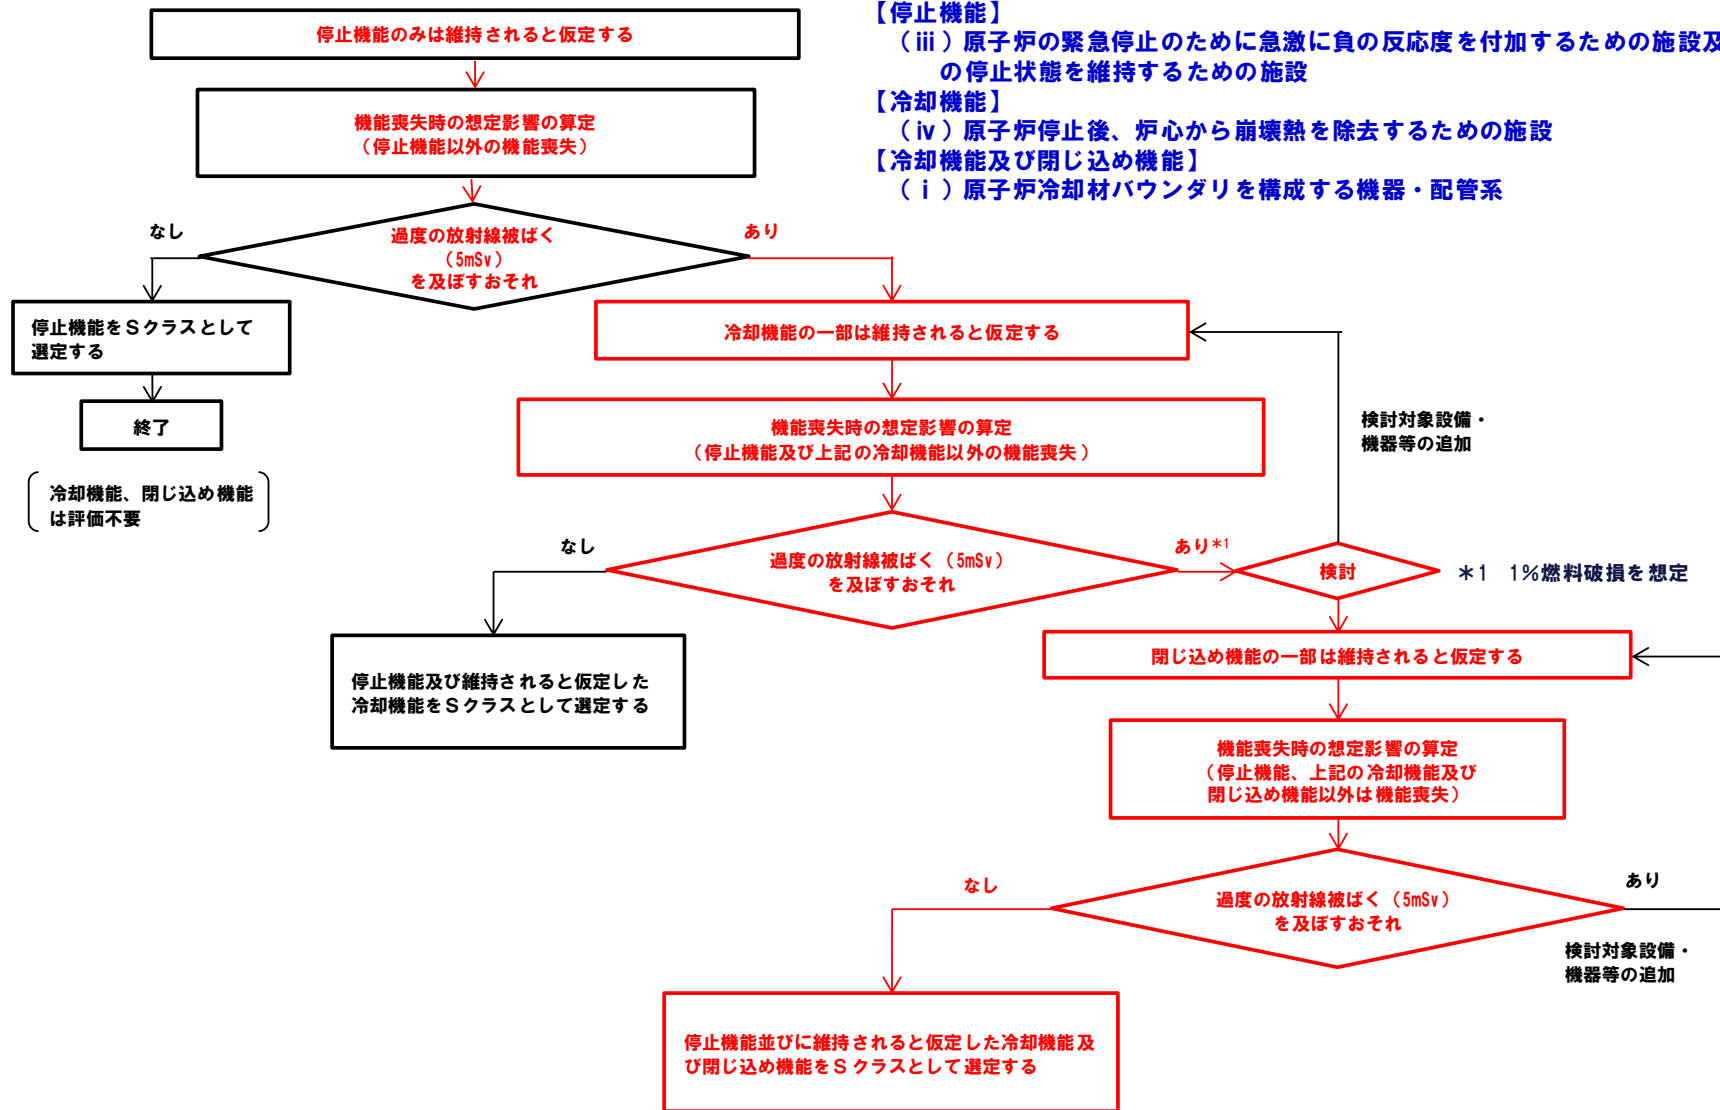 停止機能のみは維持されると仮定する
機能喪失時の想定影響の算定
（停止機能以外の機能喪失）
【停止機能】
（ⅲ）原子炉の緊急停止のために急激に負の反応度を付加するための施設及
の停止状態を維持するための施設
【冷却機能】
（ⅳ）原子炉停止後、炉心から崩壊熱を除去するための施設
【冷却機能及び閉じ込め機能】
（ⅰ）原子炉冷却材バウンダリを構成する機器・配管系
なし
過度の放射線被ばく
（5mSv）
を及ぼすおそれ
あり
停止機能をＳクラスとして
選定する
終了
冷却機能、閉じ込め機能
は評価不要
冷却機能の一部は維持されると仮定する
機能喪失時の想定影響の算定
（停止機能及び上記の冷却機能以外の機能喪失）
検討対象設備・
機器等の追加
なし
過度の放射線被ばく（5mSv）
を及ぼすおそれ
あり*1
検討
＊1　1％燃料破損を想定
停止機能及び維持されると仮定した
冷却機能をＳクラスとして選定する
閉じ込め機能の一部は維持されると仮定する
機能喪失時の想定影響の算定
（停止機能、上記の冷却機能及び
閉じ込め機能以外は機能喪失）
なし
過度の放射線被ばく（5mSv）
を及ぼすおそれ
あり
検討対象設備・
機器等の追加
停止機能並びに維持されると仮定した冷却機能及
び閉じ込め機能をＳクラスとして選定する